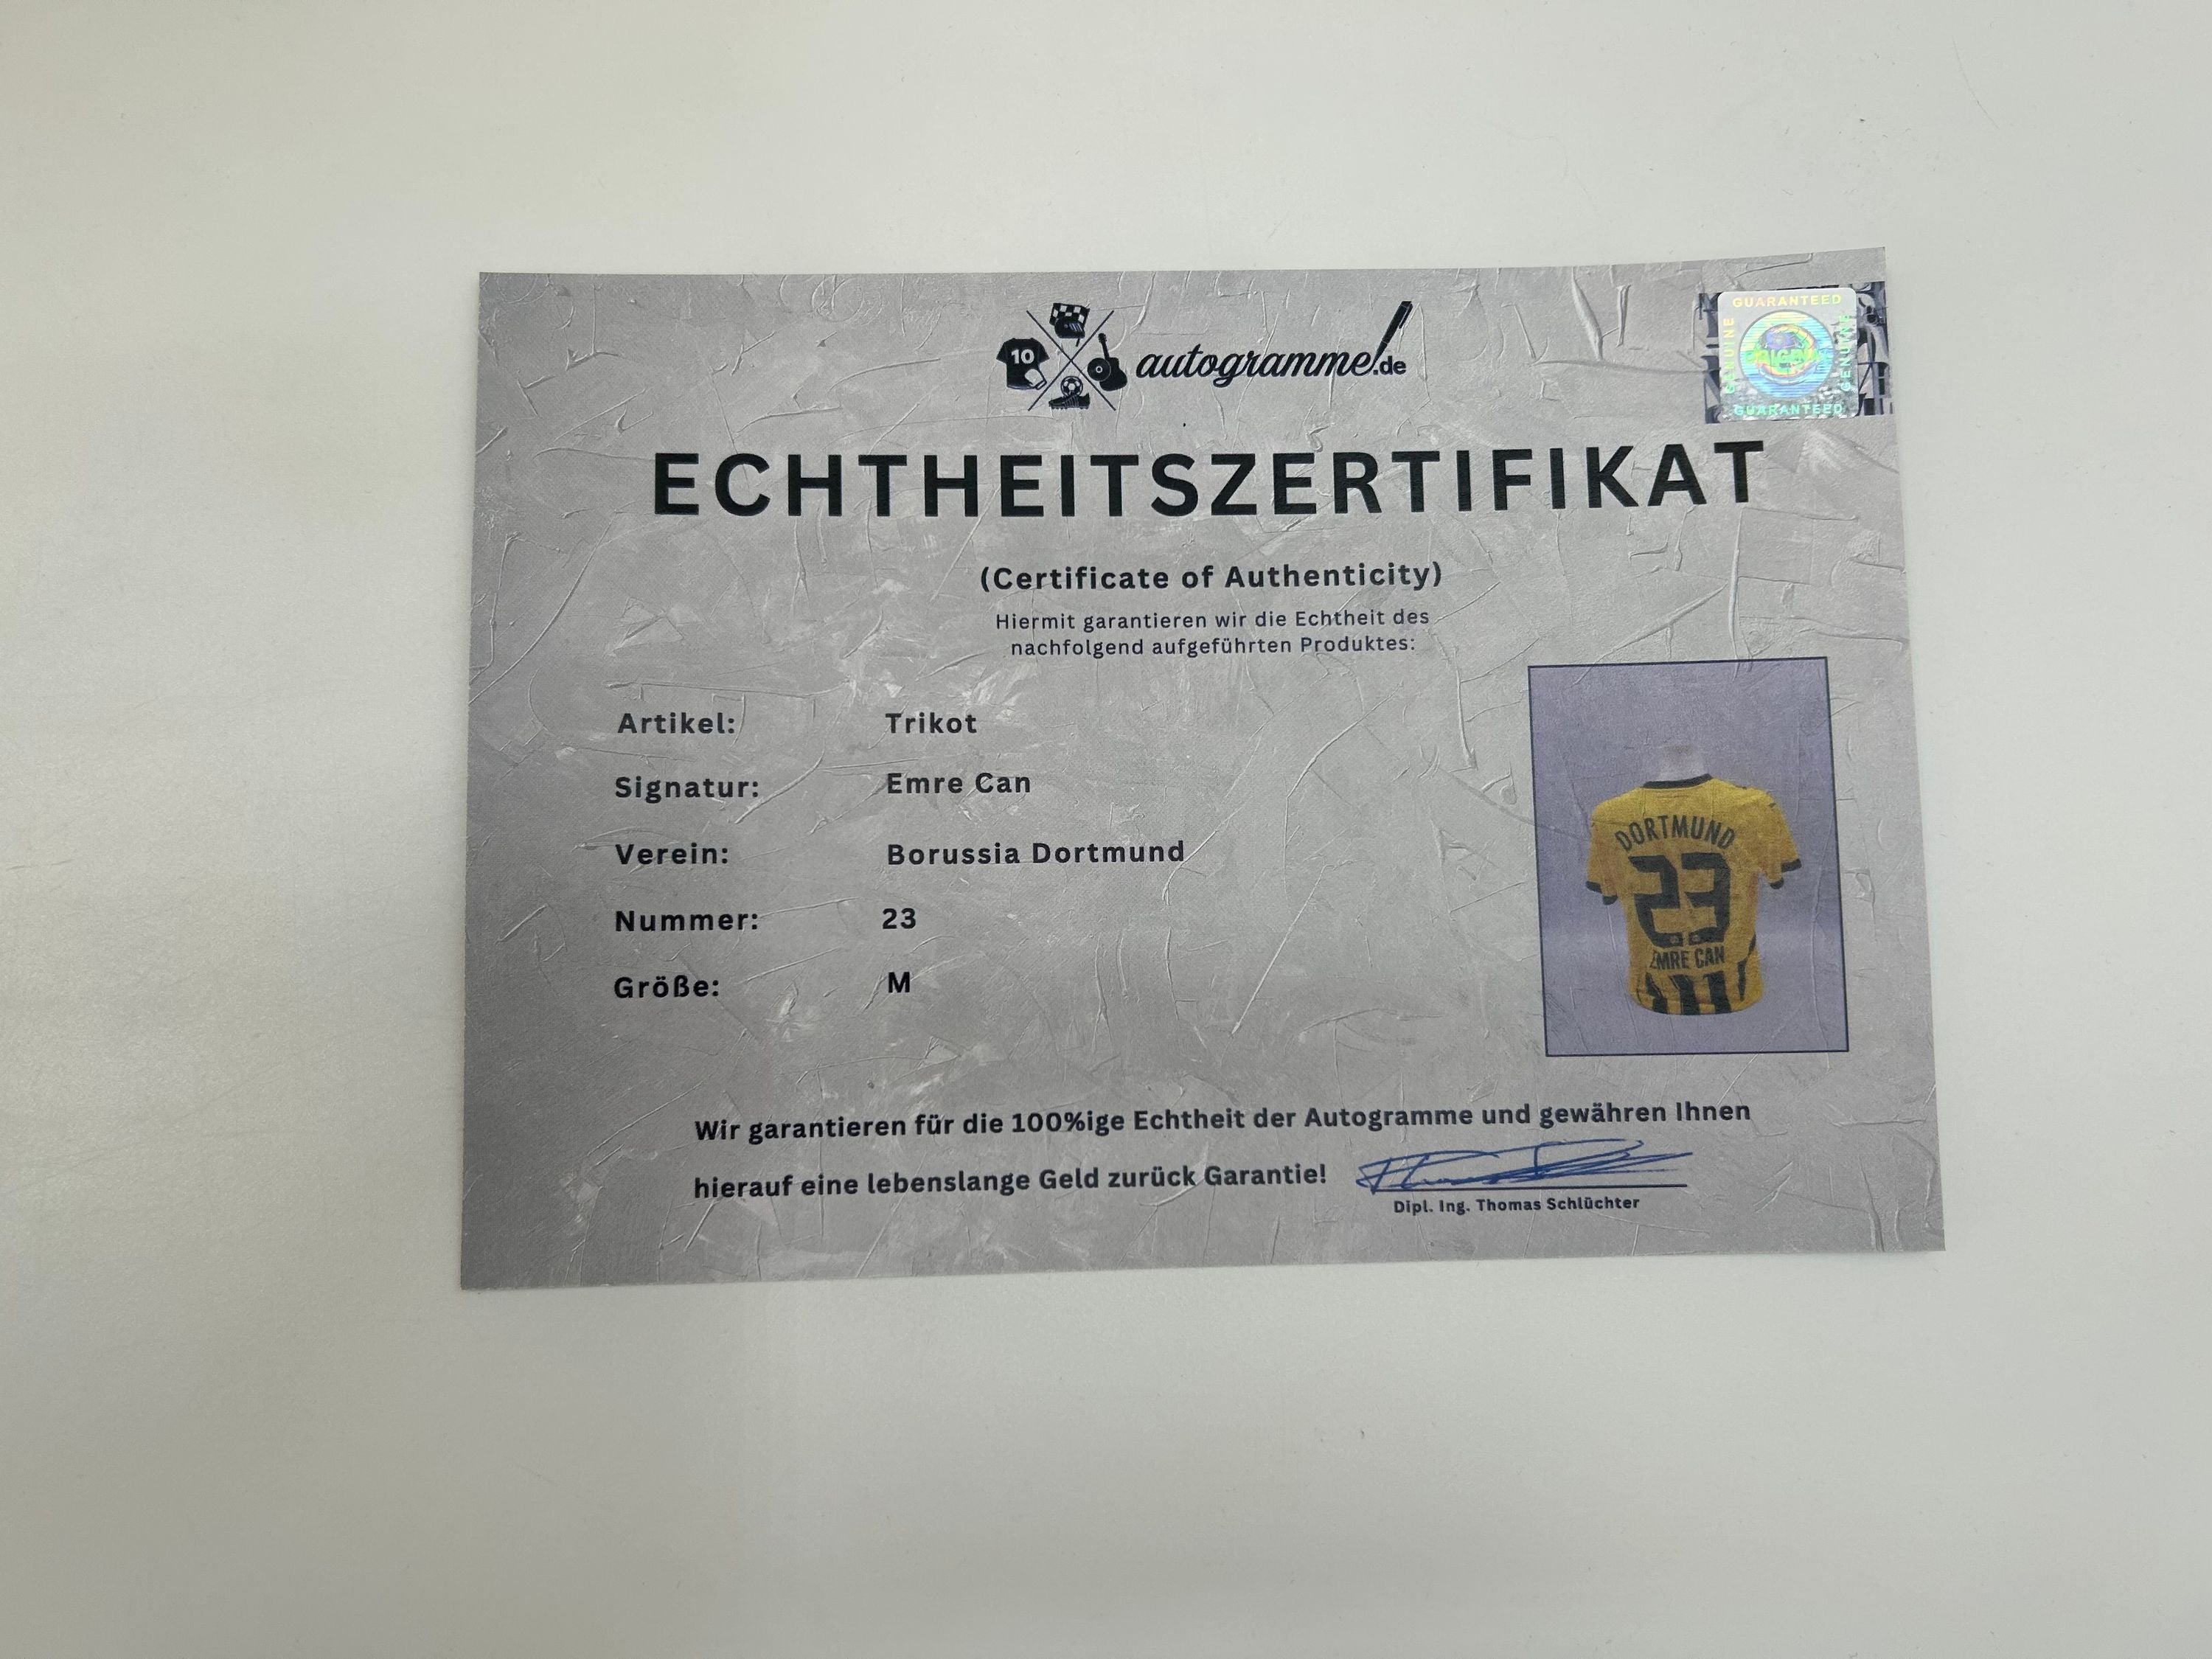 10
autogramme.de
GUARANTEED
GENUINE
GENUINE
GUARANTEED
ECHTHEITSZERTIFIKAT
(Certificate of Authenticity)
Hiermit garantieren wir die Echtheit des
nachfolgend aufgeführten Produktes:
Artikel: Trikot
Signatur: Emre Can
Verein: Borussia Dortmund
Nummer: 23
Größe: M
DORTMUND
23
EMRE CAN
Wir garantieren für die 100%ige Echtheit der Autogramme und gewähren Ihnen
hierauf eine lebenslange Geld zurück Garantie!
Dipl. Ing. Thomas Schlüchter